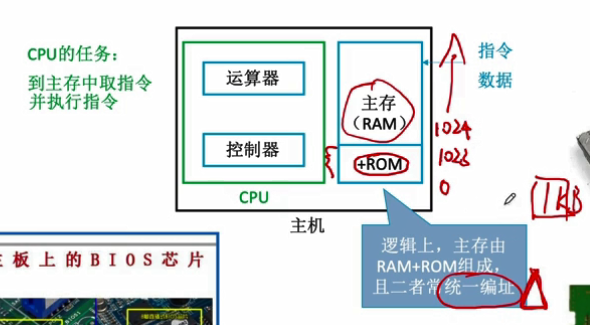 CPU的任务：
到主存中取指令
并执行指令
运算器
控制器
CPU
主存
（RAM）
+ROM
主机
指令
数据
1024
1023
0
1KB
逻辑上，主存由
RAM+ROM组成，
且二者常统一编址
主板上的BIOS芯片